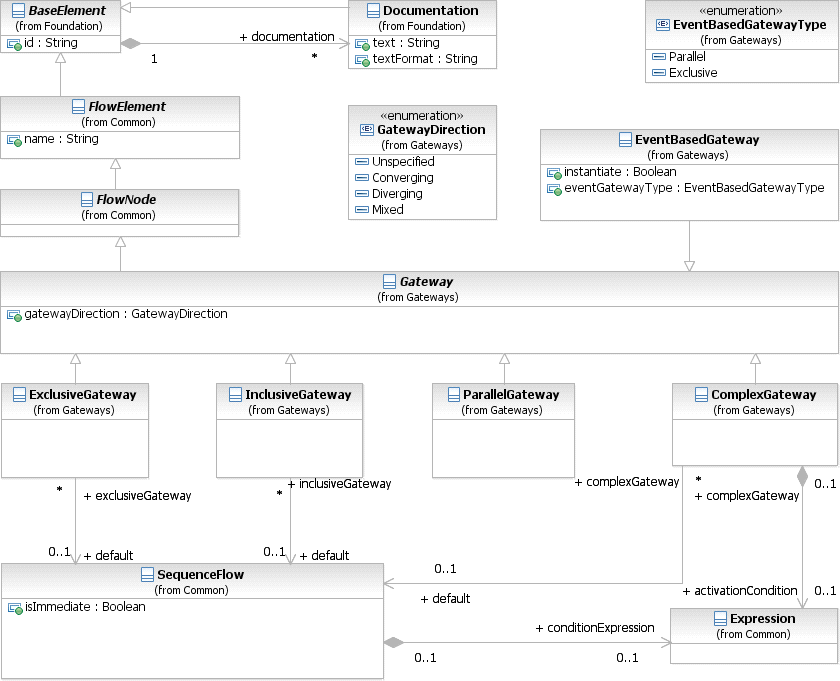 BaseElement
(from Foundation)
id : String
1
+ documentation
*
Documentation
(from Foundation)
text : String
textFormat : String
«enumeration»
EventBasedGatewayType
(from Gateways)
Parallel
Exclusive
FlowElement
(from Common)
name : String
«enumeration»
GatewayDirection
(from Gateways)
Unspecified
Converging
Diverging
Mixed
EventBasedGateway
(from Gateways)
instantiate : Boolean
eventGatewayType : EventBasedGatewayType
FlowNode
(from Common)
Gateway
(from Gateways)
gatewayDirection : GatewayDirection
ExclusiveGateway
(from Gateways)
InclusiveGateway
(from Gateways)
ParallelGateway
(from Gateways)
ComplexGateway
(from Gateways)
*
+ exclusiveGateway
0..1
+ default
*
+ inclusiveGateway
0..1
+ default
+ complexGateway
*
+ complexGateway
0..1
0..1
+ default
+ activationCondition
0..1
SequenceFlow
(from Common)
isImmediate : Boolean
0..1
+ conditionExpression
0..1
Expression
(from Common)